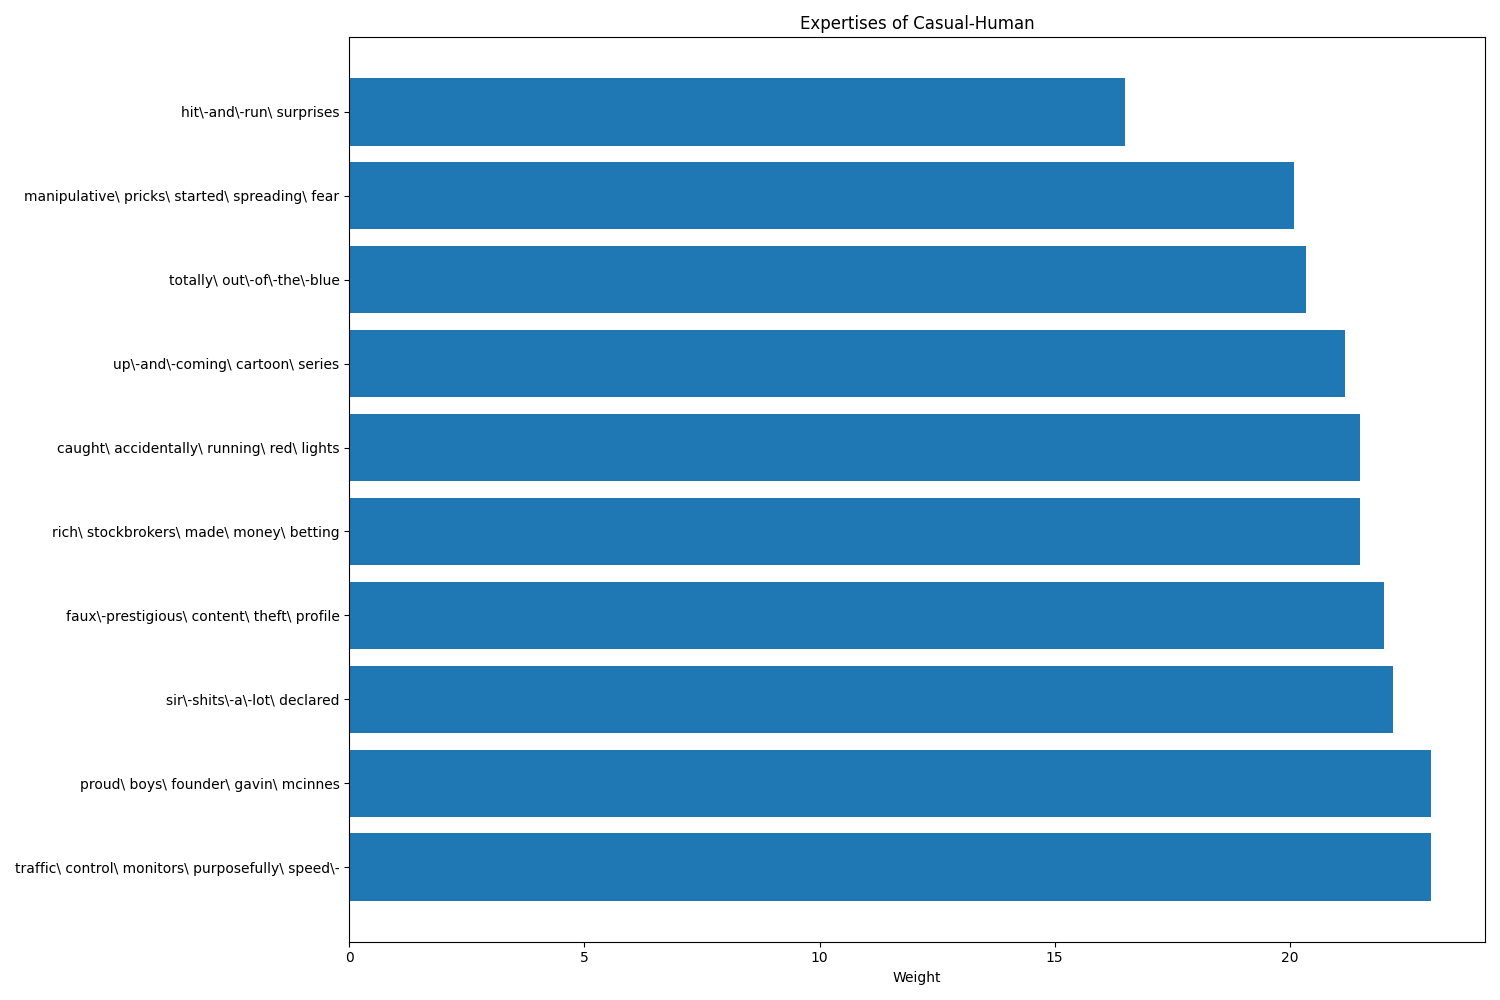 Expertises of Casual-Human
hit\-and\-run\ surprises
manipulative\ pricks\ started\ spreading\ fear
totally\ out\-of\-the\-blue
up\-and\-coming\ cartoon\ series
caught\ accidentally\ running\ red\ lights
rich\ stockbrokers\ made\ money\ betting
faux\-prestigious\ content\ theft\ profile
sir\-shits\-a\-lot\ declared
proud\ boys\ founder\ gavin\ mcinnes
traffic\ control\ monitors\ purposefully\ speed\-
0 5 10 15 20
Weight